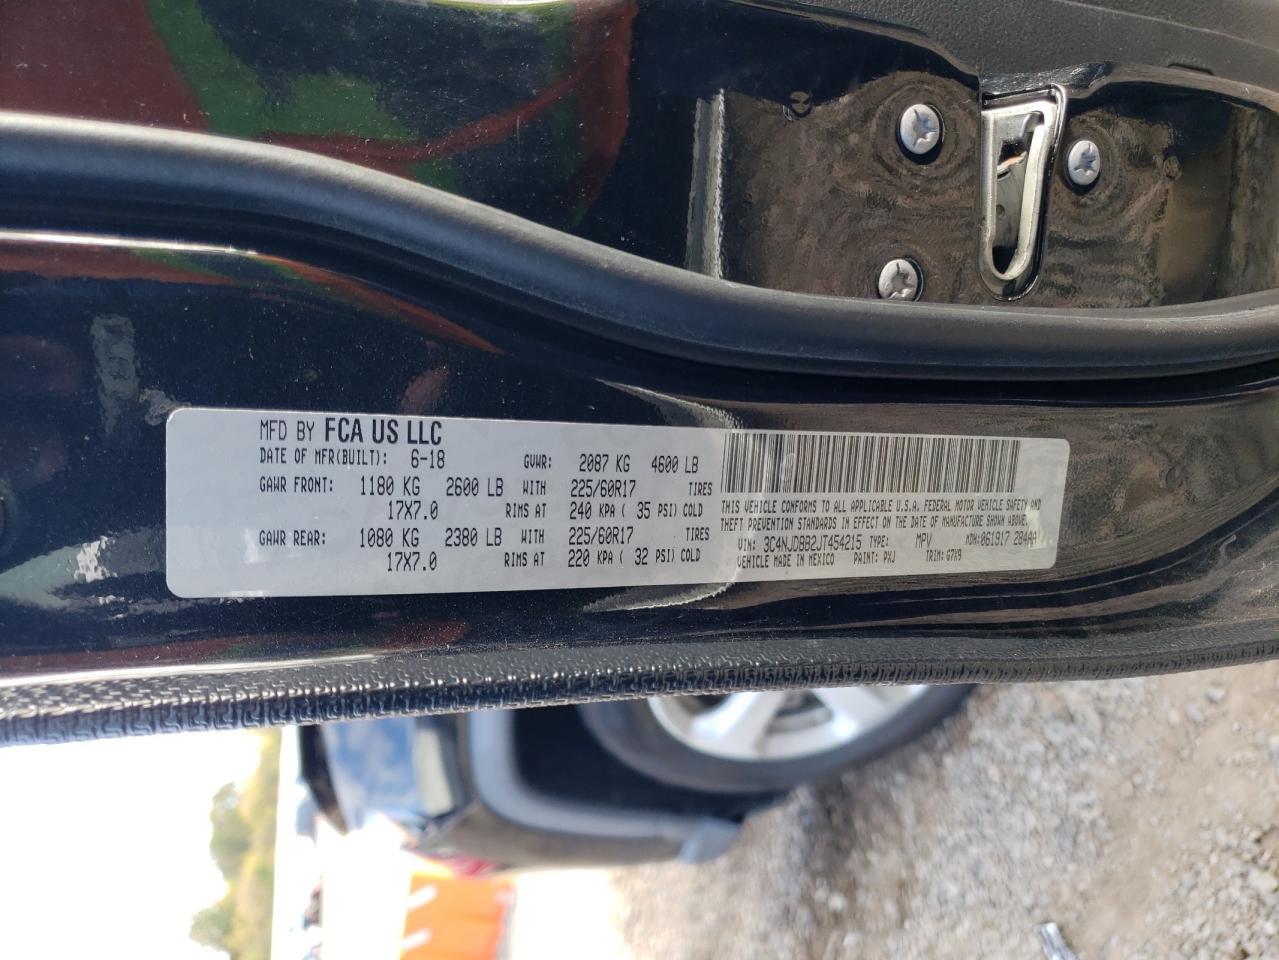 MFD BY FCA US LLC
DATE OF MFR(BUILT): 6-18 GVWR: 2087 KG 4600 LB
GAWR FRONT: 1180 KG 2600 LB WITH 225/60R17 TIRES
17X7.0 RIMS AT 240 KPA ( 35 PSI) COLD
GAWR REAR: 1080 KG 2380 LB WITH 225/60R17 TIRES
17X7.0 RIMS AT 220 KPA ( 32 PSI) COLD
THIS VEHICLE CONFORMS TO ALL APPLICABLE U.S.A. FEDERAL MOTOR VEHICLE SAFETY AND
THEFT PREVENTION STANDARDS IN EFFECT ON THE DATE OF MANUFACTURE SHOWN ABOVE.
VIN: 3C4NJDBB2JT454215 TYPE: MPV MDH: 061917
VEHICLE MADE IN MEXICO PAINT: PXJ TRIM: G7X9